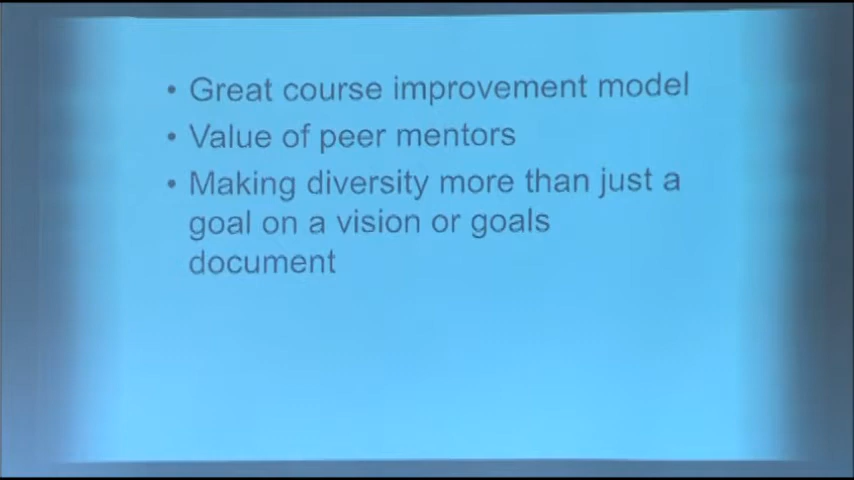 • Great course improvement model
• Value of peer mentors
• Making diversity more than just a
goal on a vision or goals
document